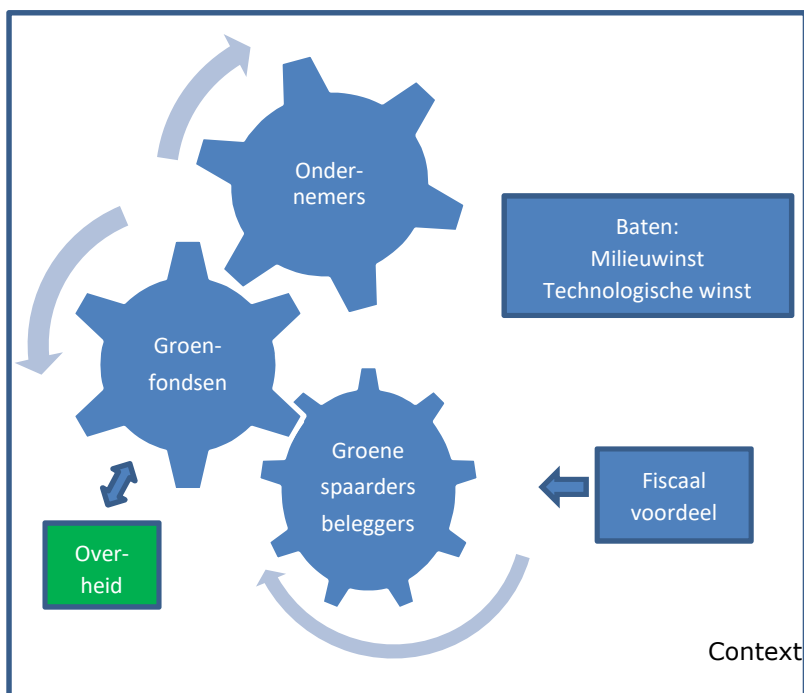 Onder-
nemers
Baten:
Milieuwinst
Technologische winst
Groen-
fondsen
Groene
spaarders
beleggers
Fiscaal
voordeel
Over-
heid
Context